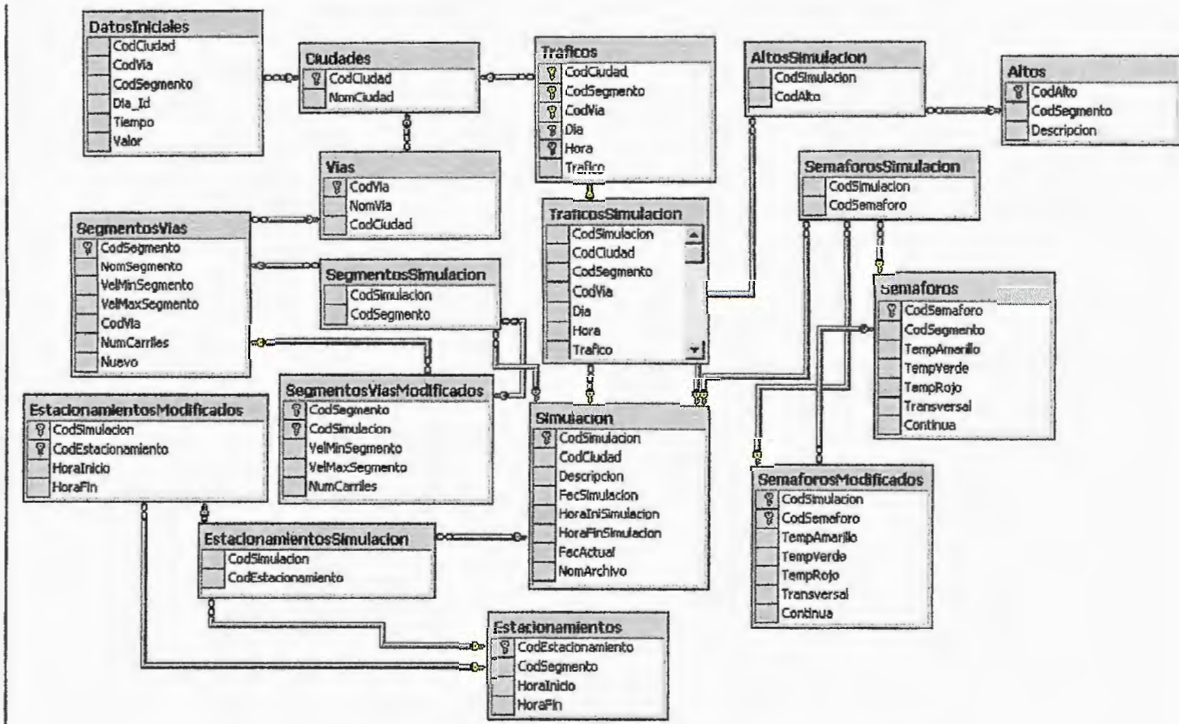 DatosIniciales
CodCiudad
CodVia
CodSegmento
Dia_Id
Tiempo
Valor
Ciudades
CodCiudad
NomCiudad
Traficos
CodCiudad
CodSegmento
CodVia
Dia
Hora
Trafico
AltosSimulacion
CodSimulacion
CodAlto
Altos
CodAlto
CodSegmento
Descripcion
Vias
CodVia
NomVia
CodCiudad
SemaforosSimulacion
CodSimulacion
CodSemaforo
SegmentosVias
CodSegmento
NomSegmento
VelMinSegmento
VelMaxSegmento
CodVia
NumCarriles
Nuevo
SegmentosSimulacion
CodSimulacion
CodSegmento
TraficosSimulacion
CodSimulacion
CodCiudad
CodSegmento
CodVia
Dia
Hora
Trafico
Semaforos
CodSemaforo
CodSegmento
TempAmarillo
TempVerde
TempRojo
Transversal
Continua
SegmentosViasModificados
CodSegmento
CodSimulacion
VelMinSegmento
VelMaxSegmento
NumCarriles
EstacionamientosModificados
CodSimulacion
CodEstacionamiento
HoraInicio
HoraFin
Simulacion
CodSimulacion
CodCiudad
Descripcion
FecSimulacion
HoraIniSimulacion
HoraFinSimulacion
FecActual
NomArchivo
SemaforosModificados
CodSimulacion
CodSemaforo
TempAmarillo
TempVerde
TempRojo
Transversal
Continua
EstacionamientosSimulacion
CodSimulacion
CodEstacionamiento
Estacionamientos
CodEstacionamiento
CodSegmento
HoraInicio
HoraFin